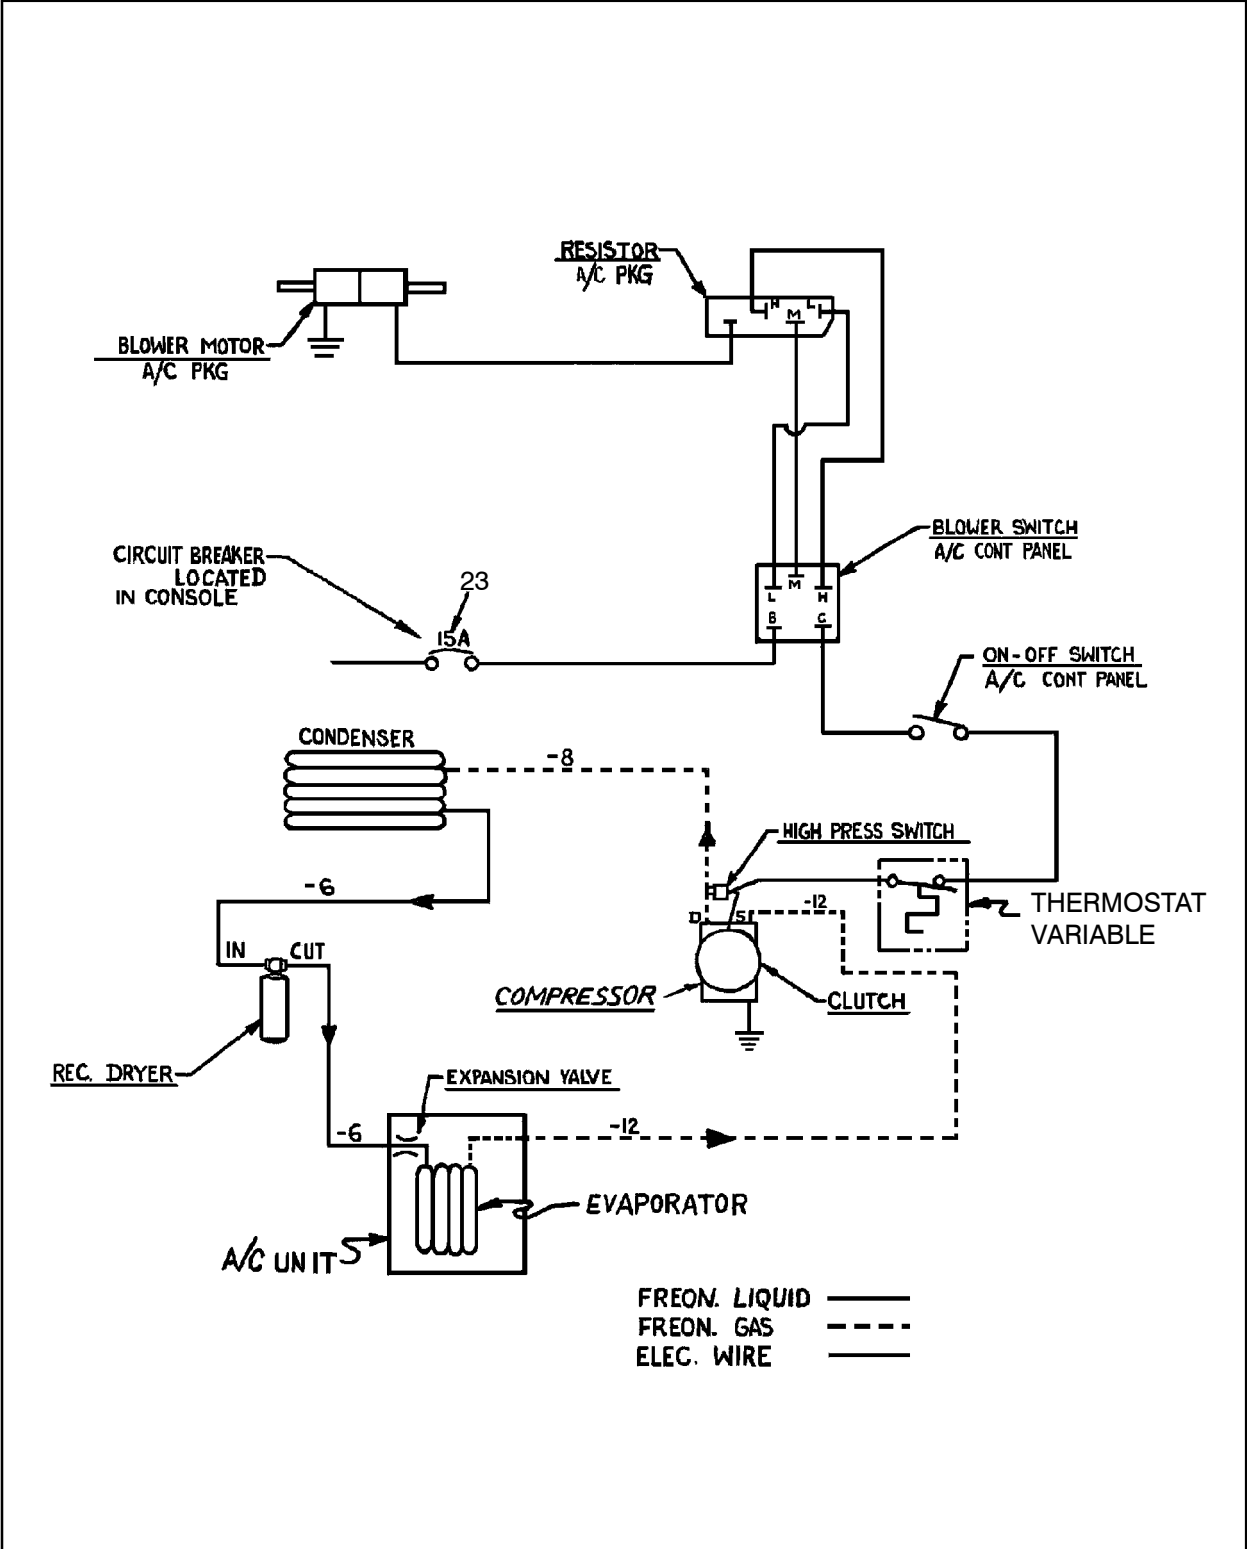 RESISTOR
A/C PKG
H
M
L
BLOWER MOTOR
A/C PKG
BLOWER SWITCH
A/C CONT PANEL
CIRCUIT BREAKER
LOCATED
IN CONSOLE
23
15A
L
M
H
B
C
ON-OFF SWITCH
A/C CONT PANEL
CONDENSER
-8
HIGH PRESS SWITCH
-6
D
S
-12
THERMOSTAT
VARIABLE
IN
CUT
COMPRESSOR
CLUTCH
REC. DRYER
EXPANSION VALVE
-6
-12
EVAPORATOR
A/C UNIT
FREON. LIQUID
FREON. GAS
ELEC. WIRE